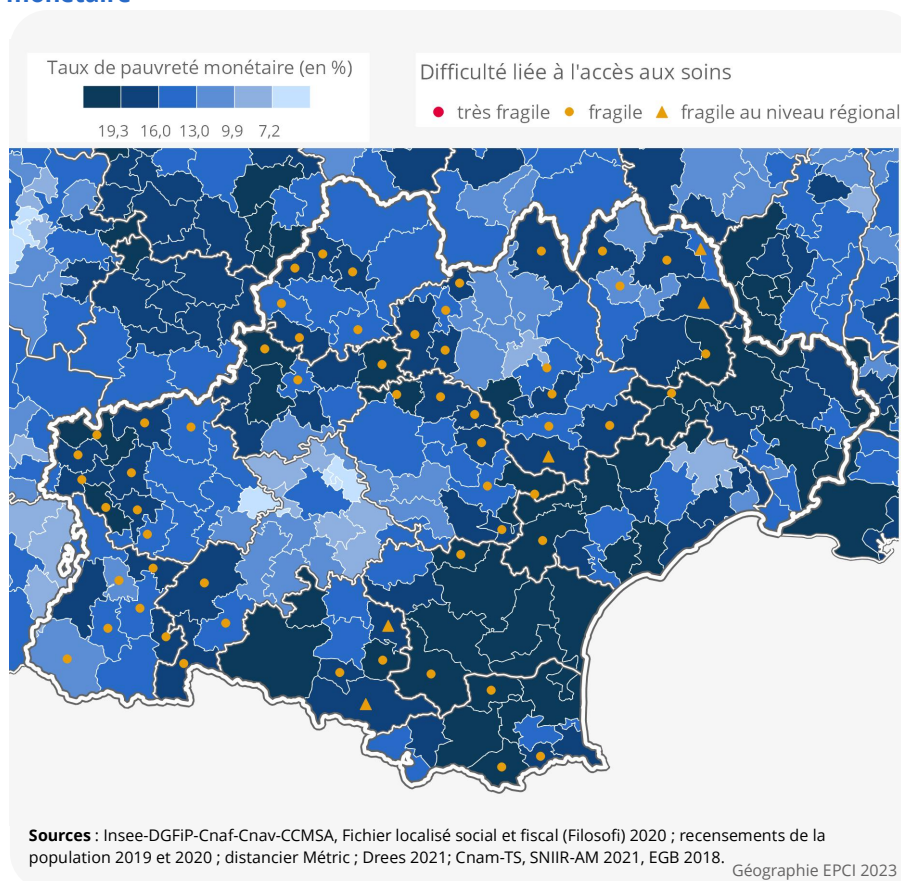 monétaire
Taux de pauvreté monétaire (en %)
19,3 16,0 13,0 9,9 7,2
Difficulté liée à l'accès aux soins
très fragile fragile fragile au niveau régional
Sources : Insee-DGFiP-Cnaf-Cnav-CCMSA, Fichier localisé social et fiscal (Filosofi) 2020 ; recensements de la
population 2019 et 2020 ; distancier Métric ; Drees 2021; Cnam-TS, SNIIR-AM 2021, EGB 2018.
Géographie EPCI 2023